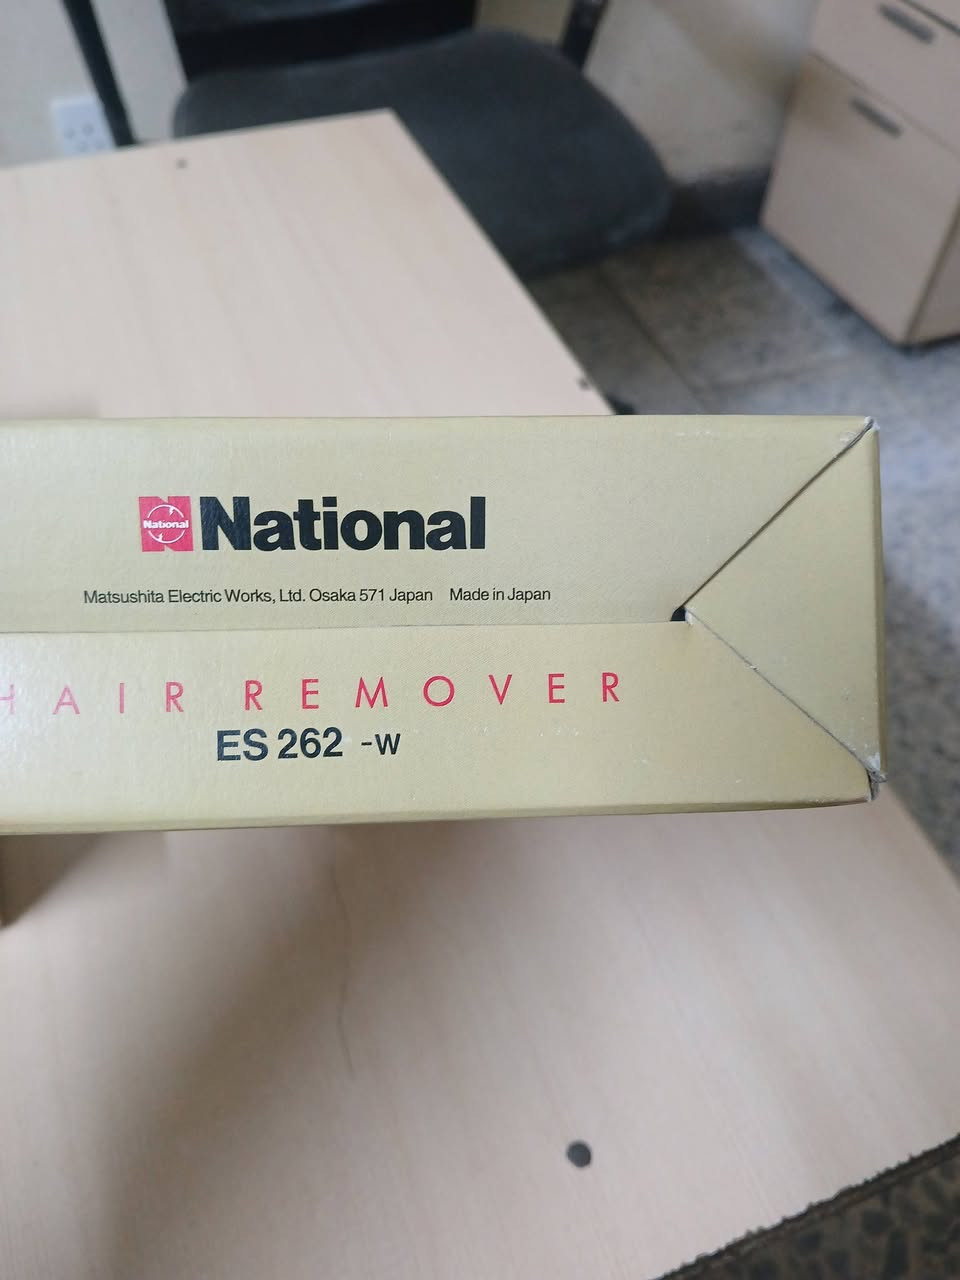 National National
Matsushita Electric Works, Ltd. Osaka 571 Japan Made in Japan
HAIR REMOVER
ES 262 -W